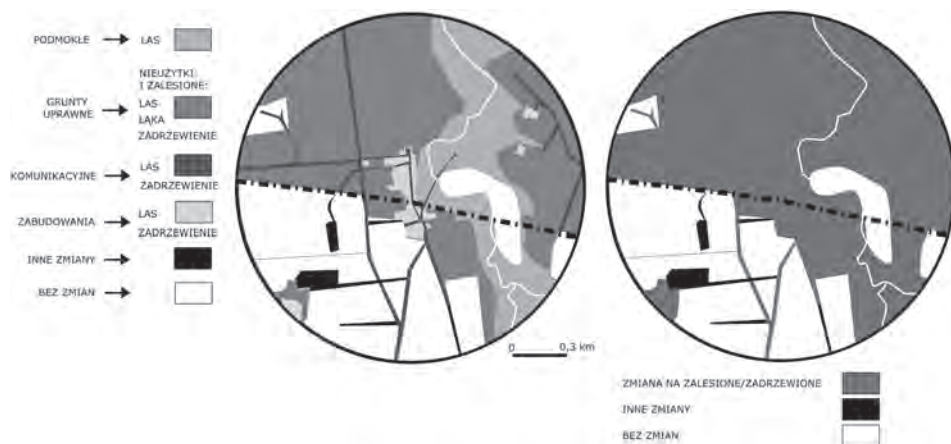 PODMOKŁE → LAS
NIEUŻYTKI
I ZALESIONE:
GRUNTY
UPRAWNE → LAS
ŁĄKA
ZADRZEWIENIE
KOMUNIKACYJNE → LAS
ZADRZEWIENIE
ZABUDOWANIA → LAS
ZADRZEWIENIE
INNE ZMIANY →
BEZ ZMIAN →
0 0,3 km
ZMIANA NA ZALESIONE/ZADRZEWIONE
INNE ZMIANY
BEZ ZMIAN